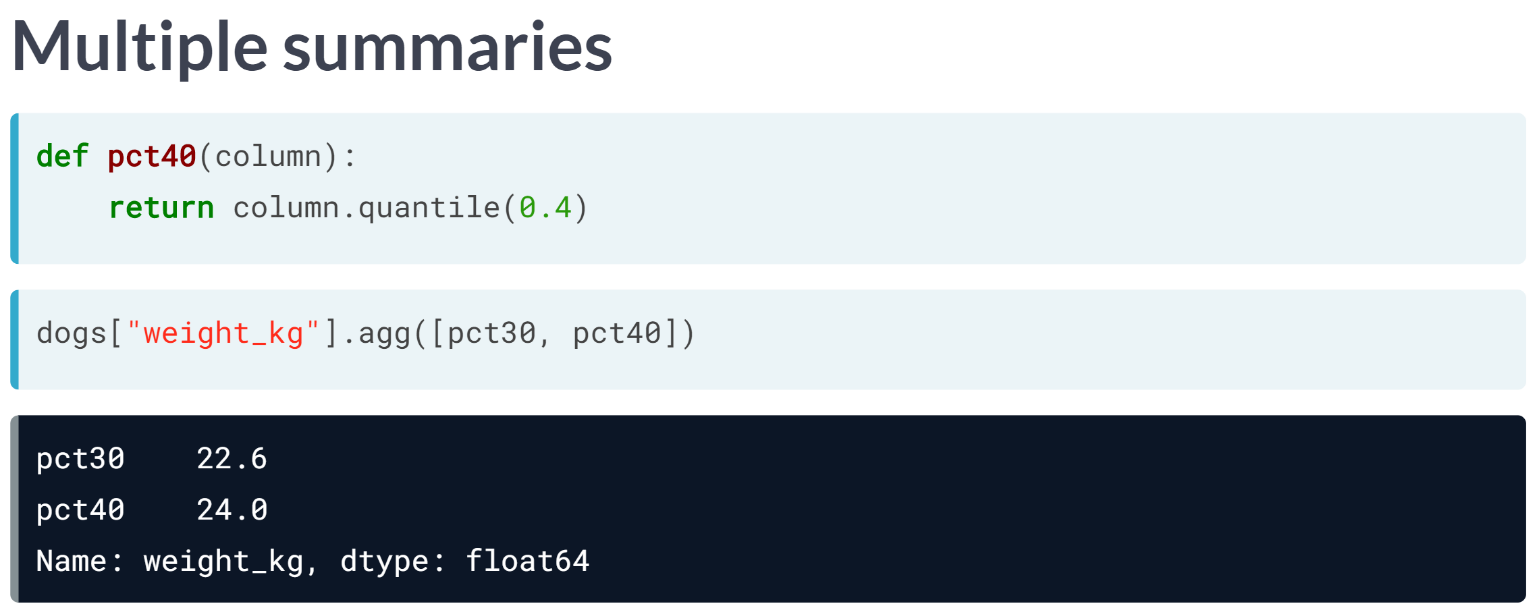 Multiple summaries
def pct40(column):
    return column.quantile(0.4)
dogs["weight_kg"].agg([pct30, pct40])
pct30    22.6
pct40    24.0
Name: weight_kg, dtype: float64